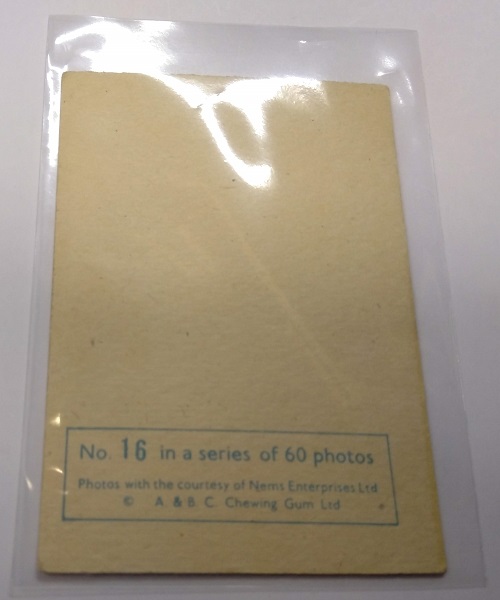 No. 16 in a series of 60 photos
Photos with the courtesy of Nems Enterprises Ltd
© A. & B. C. Chewing Gum Ltd